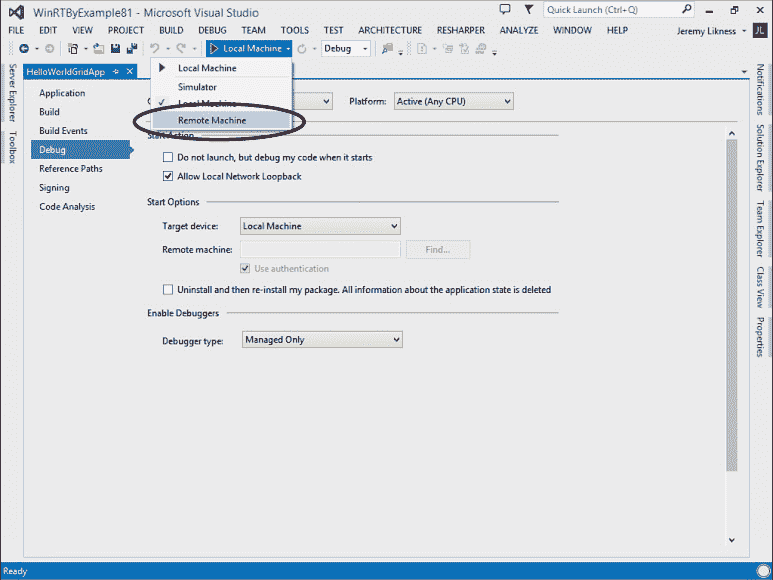 WinRTByExample81 - Microsoft Visual Studio
Quick Launch (Ctrl+Q)
FILE EDIT VIEW PROJECT BUILD DEBUG TEAM TOOLS TEST ARCHITECTURE RESHARPER ANALYZE WINDOW HELP
Jeremy Likness JL
Local Machine Debug
HelloWorldGridApp
Local Machine
Simulator
Local Machine
Remote Machine
Server Explorer
Toolbox
Application
Build
Build Events
Debug
Reference Paths
Signing
Code Analysis
Platform: Active (Any CPU)
Start Action
Do not launch, but debug my code when it starts
Allow Local Network Loopback
Start Options
Target device: Local Machine
Remote machine: Find...
Use authentication
Uninstall and then re-install my package. All information about the application state is deleted
Enable Debuggers
Debugger type: Managed Only
Notifications
Solution Explorer
Team Explorer
Class View
Properties
Ready